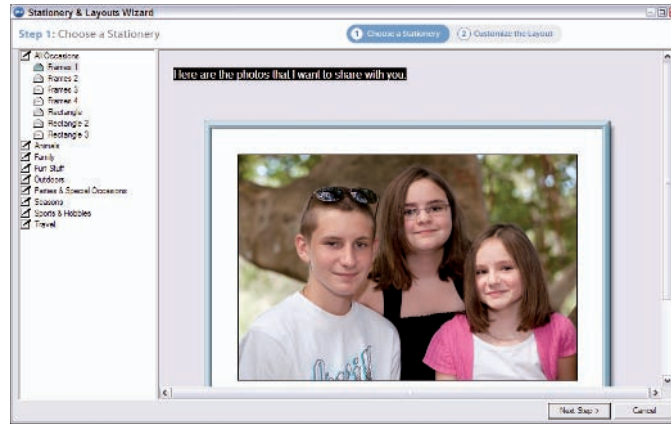 Stationery & Layouts Wizard
Step 1: Choose a Stationery
1 Choose a Stationery
2 Customize the Layout
All Occasions
Frames 1
Frames 2
Frames 3
Frames 4
Rectangle
Rectangle 2
Rectangle 3
Animals
Family
Fun Stuff
Outdoors
Parties & Special Occasions
Seasons
Sports & Hobbies
Travel
Here are the photos that I want to share with you.
Next Step >
Cancel